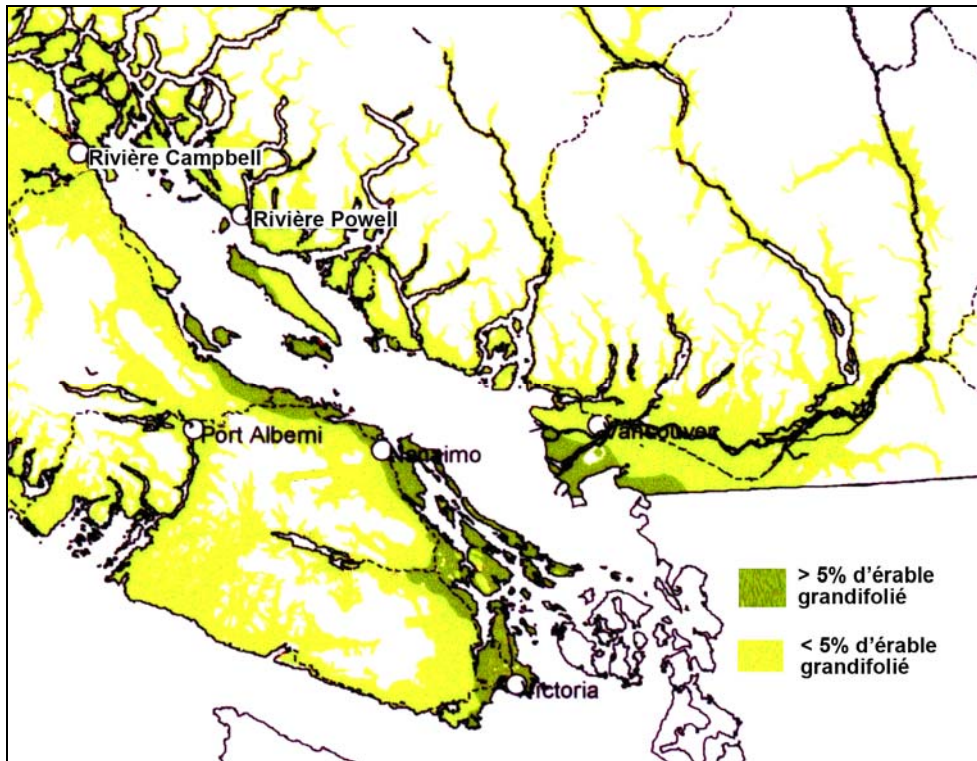 Rivière Campbell
Rivière Powell
Port Alberni
Nanaimo
Vancouver
> 5% d'érable
grandifolié
< 5% d'érable
grandifolié
Victoria